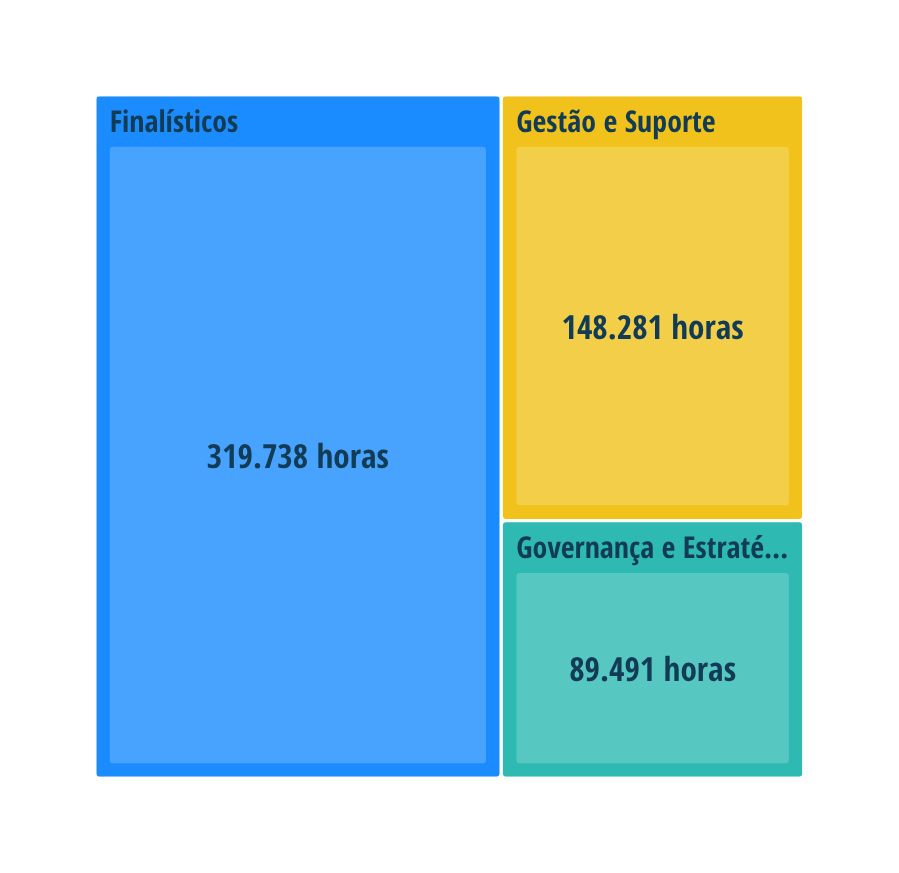 Finalísticos
319.738 horas
Gestão e Suporte
148.281 horas
Governança e Estraté...
89.491 horas